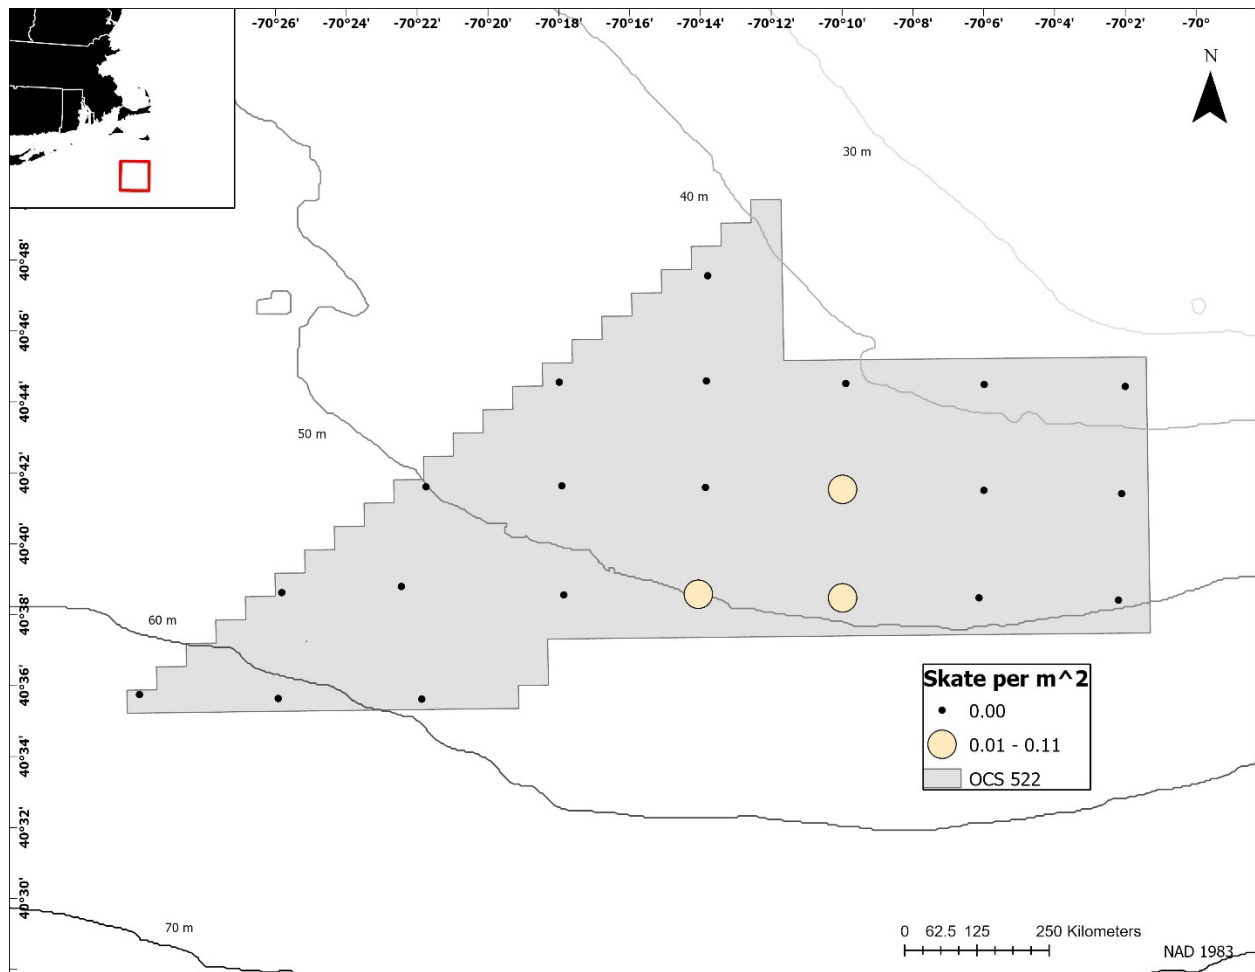 -70°26' -70°22' -70°20' -70°18' -70°16' -70°14' -70°12' -70°10' -70°8' -70°6' -70°4' -70°2' -70°
N
30 m
40 m
40°48'
40°46'
40°44'
50 m
40°42'
40°40'
40°38'
60 m
40°36'
Skate per m^2
0.00
0.01 - 0.11
OCS 522
40°34'
40°32'
40°30'
70 m
0 62.5 125 250 Kilometers
NAD 1983